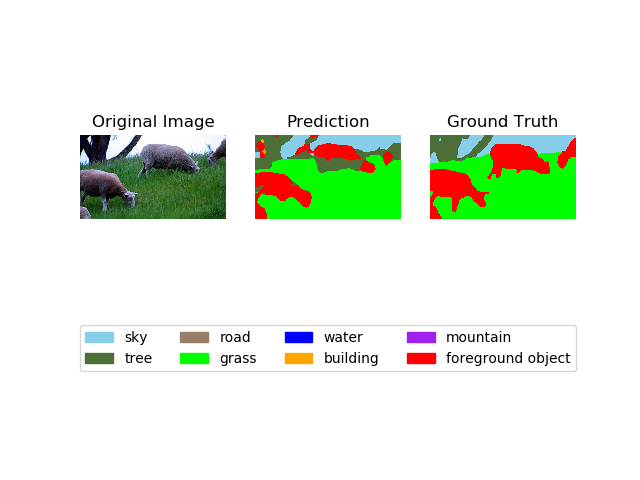 Original Image
Prediction
Ground Truth
sky
road
water
mountain
tree
grass
building
foreground object